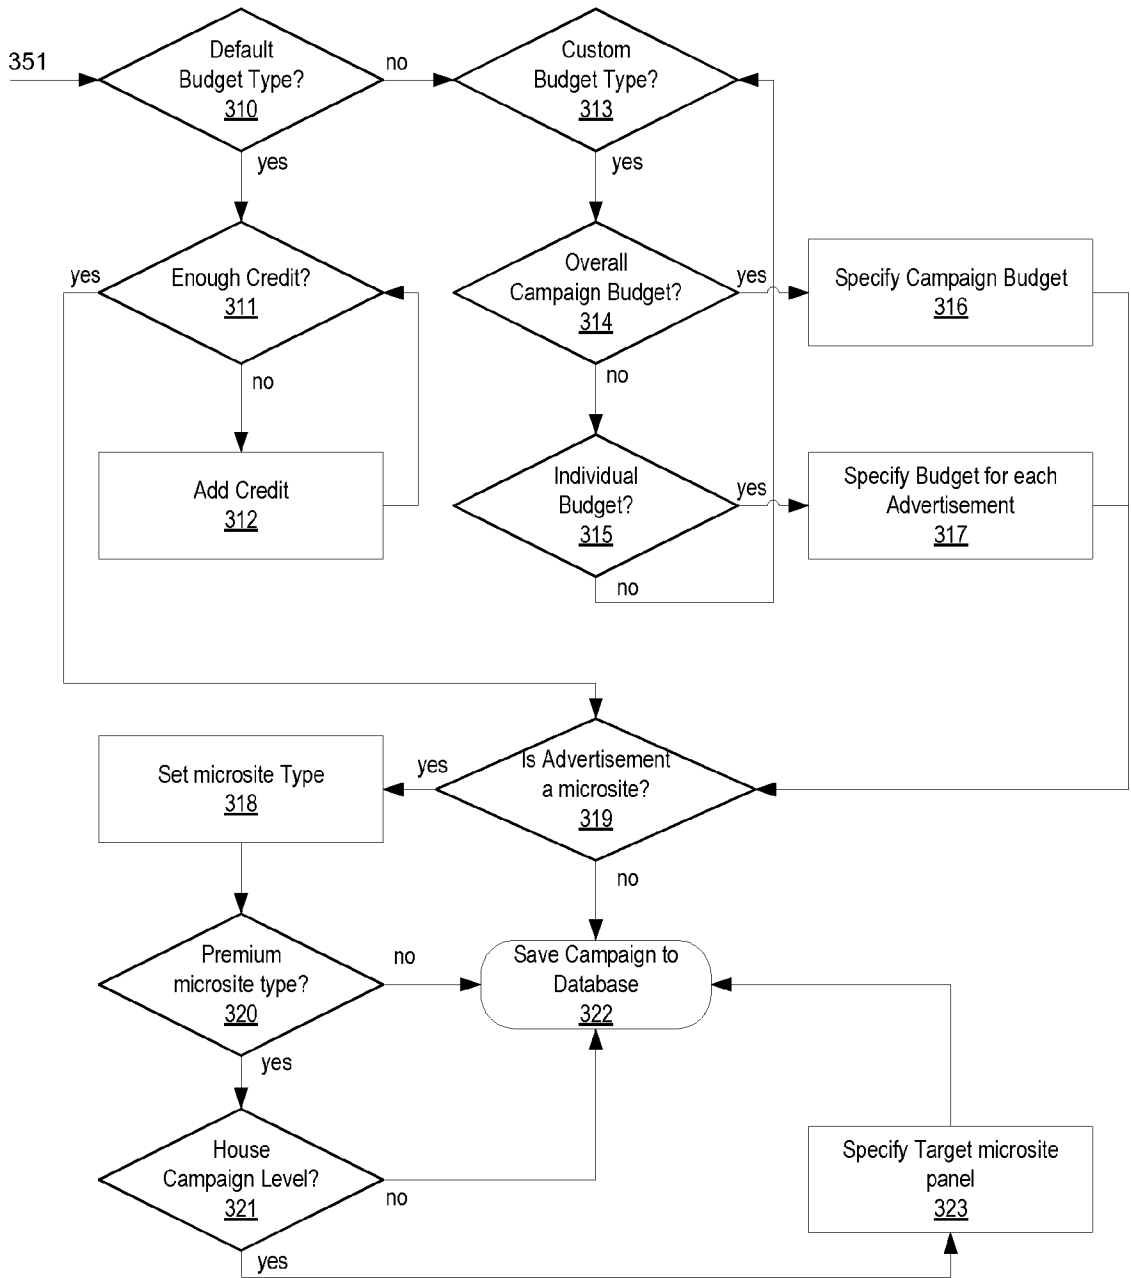 351
Default
Budget Type?
310
no
Custom
Budget Type?
313
yes
yes
yes
Enough Credit?
311
no
Overall
Campaign Budget?
314
yes
Specify Campaign Budget
316
no
Add Credit
312
Individual
Budget?
315
yes
Specify Budget for each
Advertisement
317
no
Set microsite Type
318
yes
Is Advertisement
a microsite?
319
no
Premium
microsite type?
320
no
Save Campaign to
Database
322
yes
House
Campaign Level?
321
no
Specify Target microsite
panel
323
yes